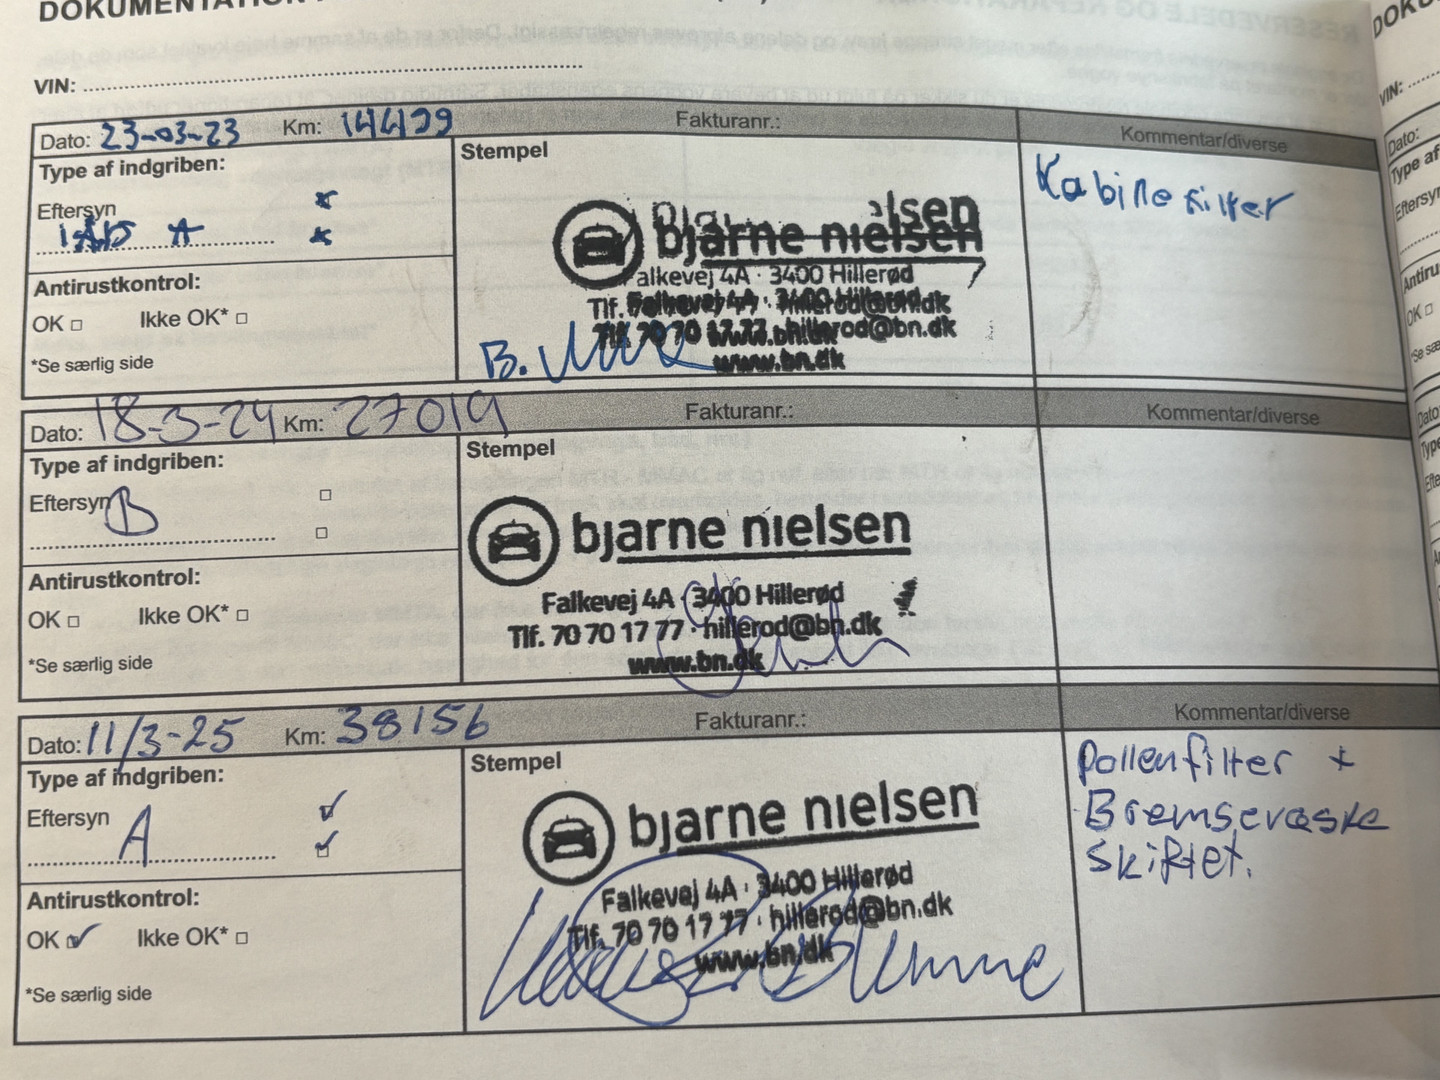 DOKUMENTATION
VIN:
Dato: 23-03-23 Km: 14429 Fakturanr.: Kommentar/diverse
Type af indgriben:
Stempel
Kabinefilter
Eftersyn
A
bjarne nielsen
Falkevej 4A · 3400 Hillerød
Tlf. 70 70 17 77 · hillerod@bn.dk
www.bn.dk
B.
Antirustkontrol:
OK Ikke OK*
*Se særlig side
Dato: 18-3-24 Km: 27019 Fakturanr.: Kommentar/diverse
Type af indgriben:
Stempel
Eftersyn B
bjarne nielsen
Falkevej 4A · 3400 Hillerød
Tlf. 70 70 17 77 · hillerod@bn.dk
www.bn.dk
Antirustkontrol:
OK Ikke OK*
*Se særlig side
Dato: 11/3-25 Km: 38156 Fakturanr.: Kommentar/diverse
Type af indgriben:
Stempel
pollenfilter +
Bremsevæske
skiftet.
Eftersyn A
bjarne nielsen
Falkevej 4A · 3400 Hillerød
Tlf. 70 70 17 77 · hillerod@bn.dk
www.bn.dk
Antirustkontrol:
OK Ikke OK*
*Se særlig side
VIN:
Dato:
Type af
Eftersyn